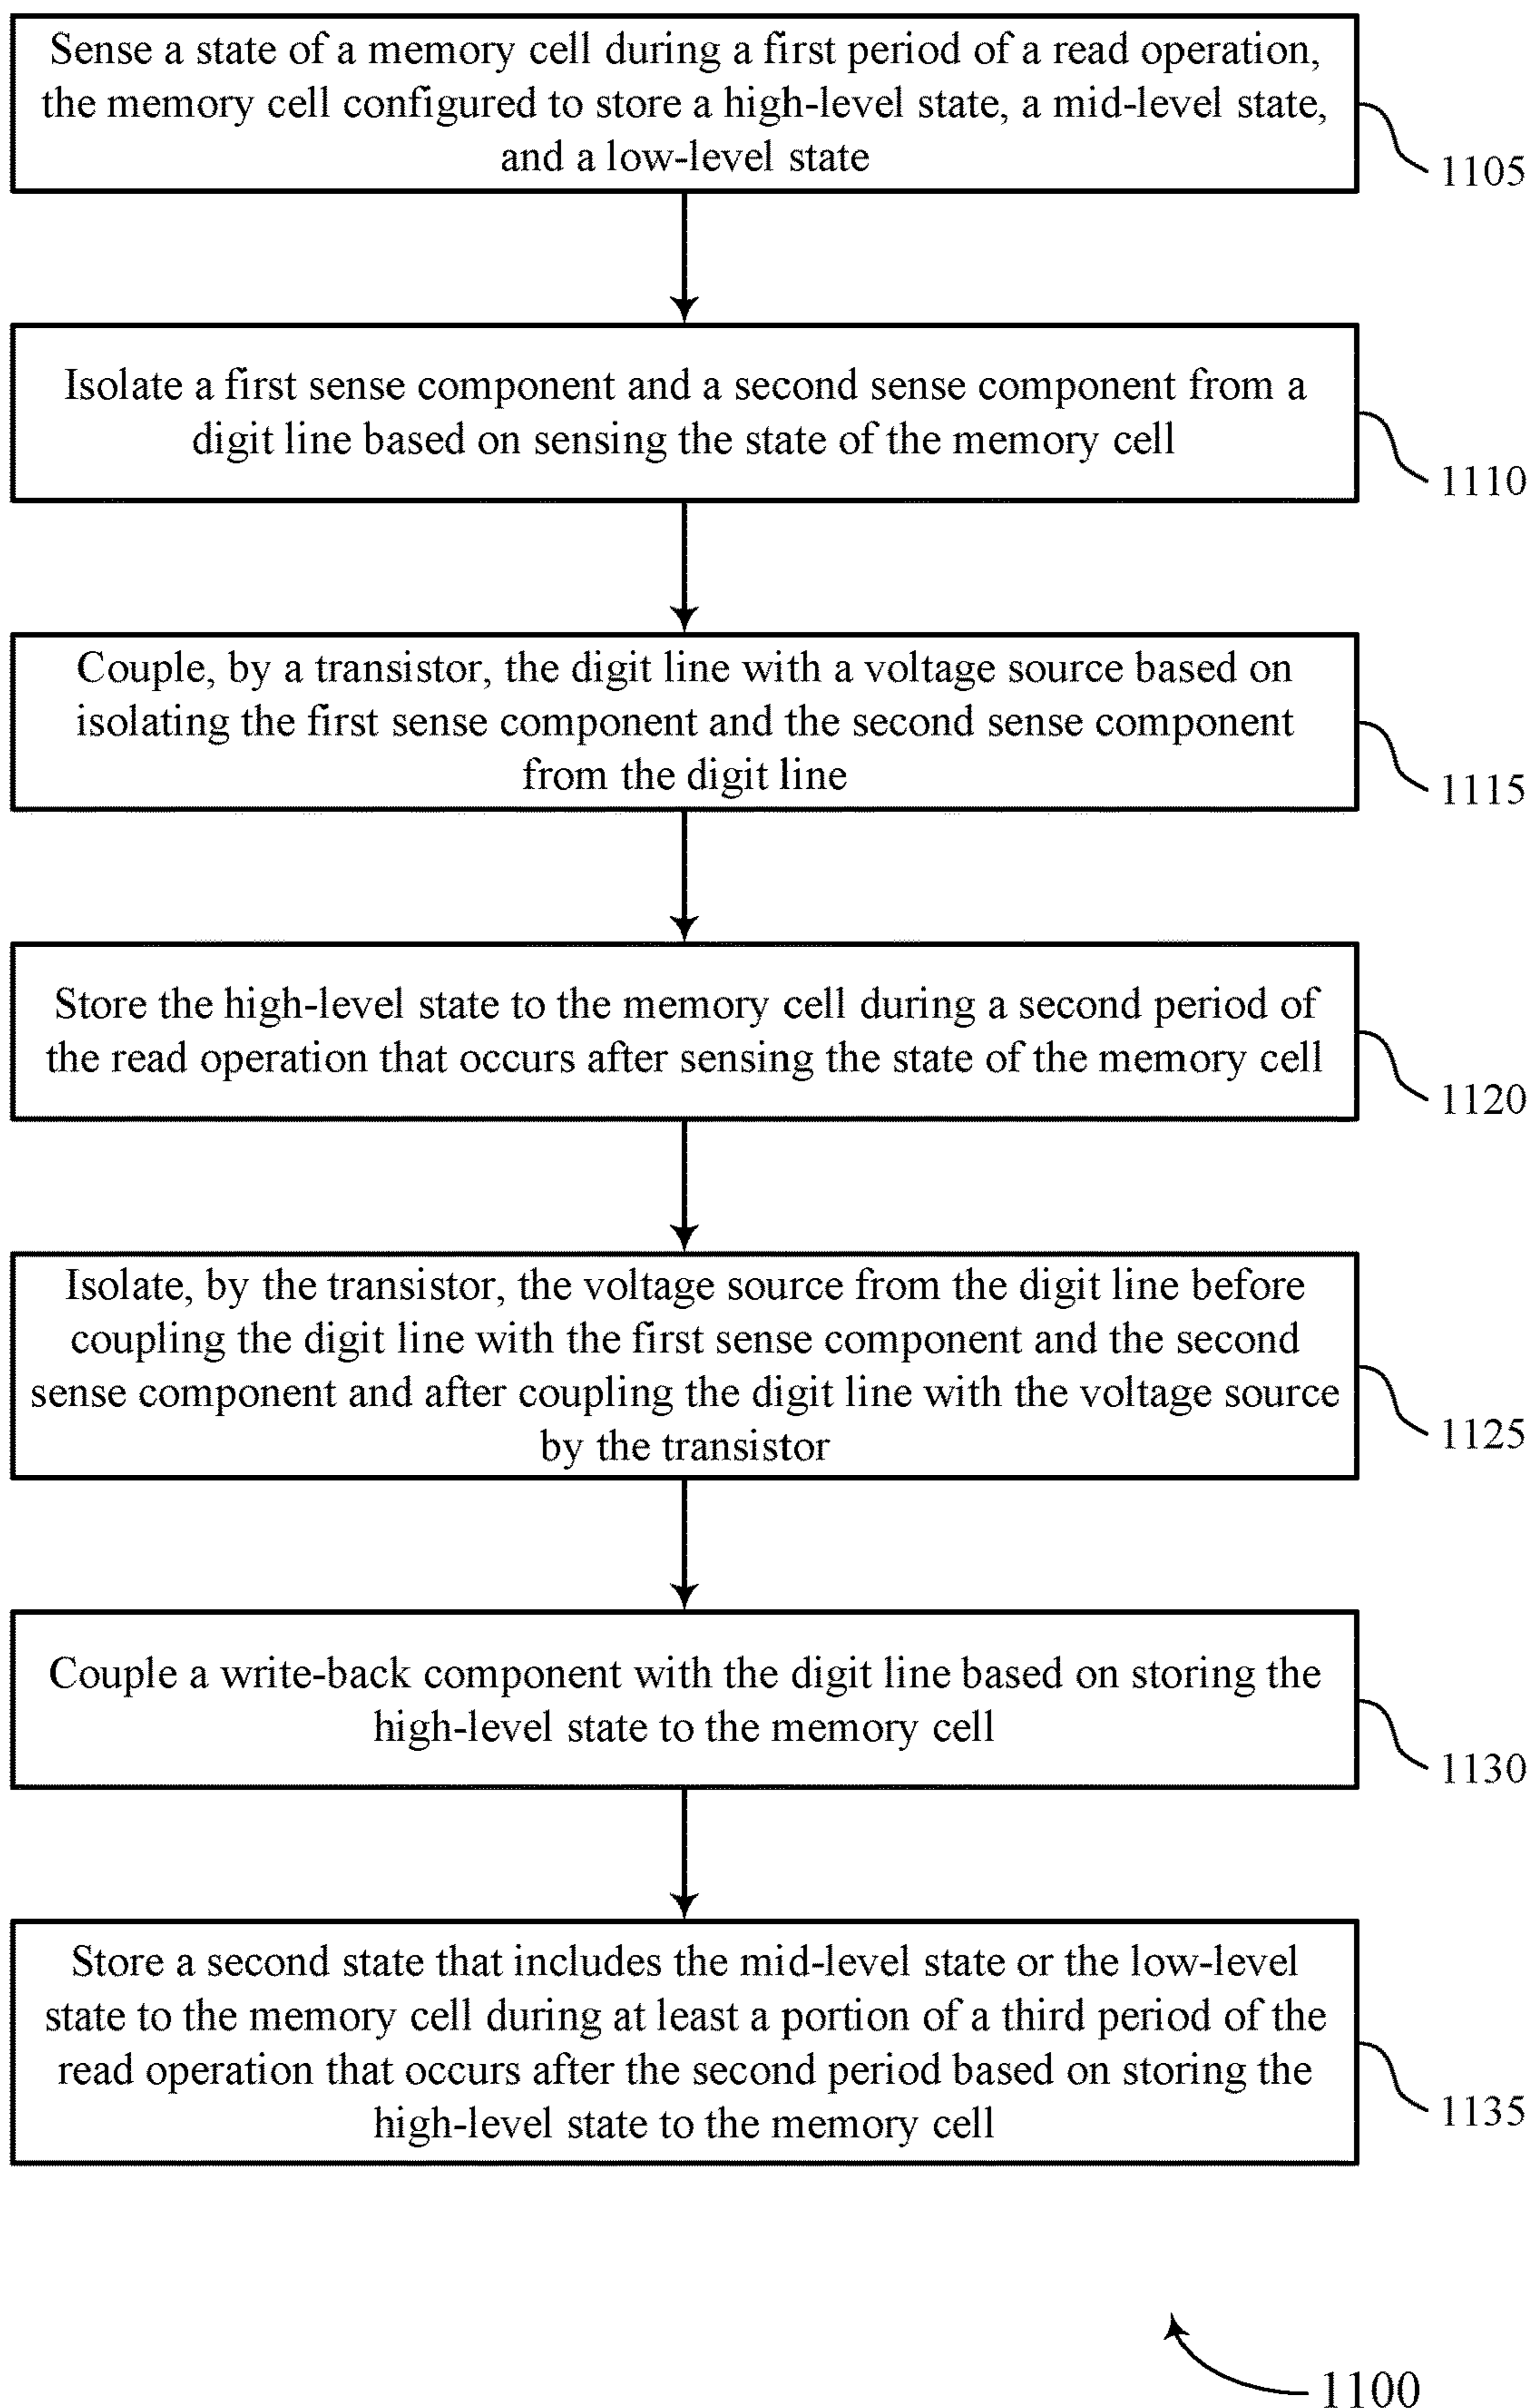 Sense a state of a memory cell during a first period of a read operation,
the memory cell configured to store a high-level state, a mid-level state,
and a low-level state
1105
Isolate a first sense component and a second sense component from a
digit line based on sensing the state of the memory cell
1110
Couple, by a transistor, the digit line with a voltage source based on
isolating the first sense component and the second sense component
from the digit line
1115
Store the high-level state to the memory cell during a second period of
the read operation that occurs after sensing the state of the memory cell
1120
Isolate, by the transistor, the voltage source from the digit line before
coupling the digit line with the first sense component and the second
sense component and after coupling the digit line with the voltage source
by the transistor
1125
Couple a write-back component with the digit line based on storing the
high-level state to the memory cell
1130
Store a second state that includes the mid-level state or the low-level
state to the memory cell during at least a portion of a third period of the
read operation that occurs after the second period based on storing the
high-level state to the memory cell
1135
1100